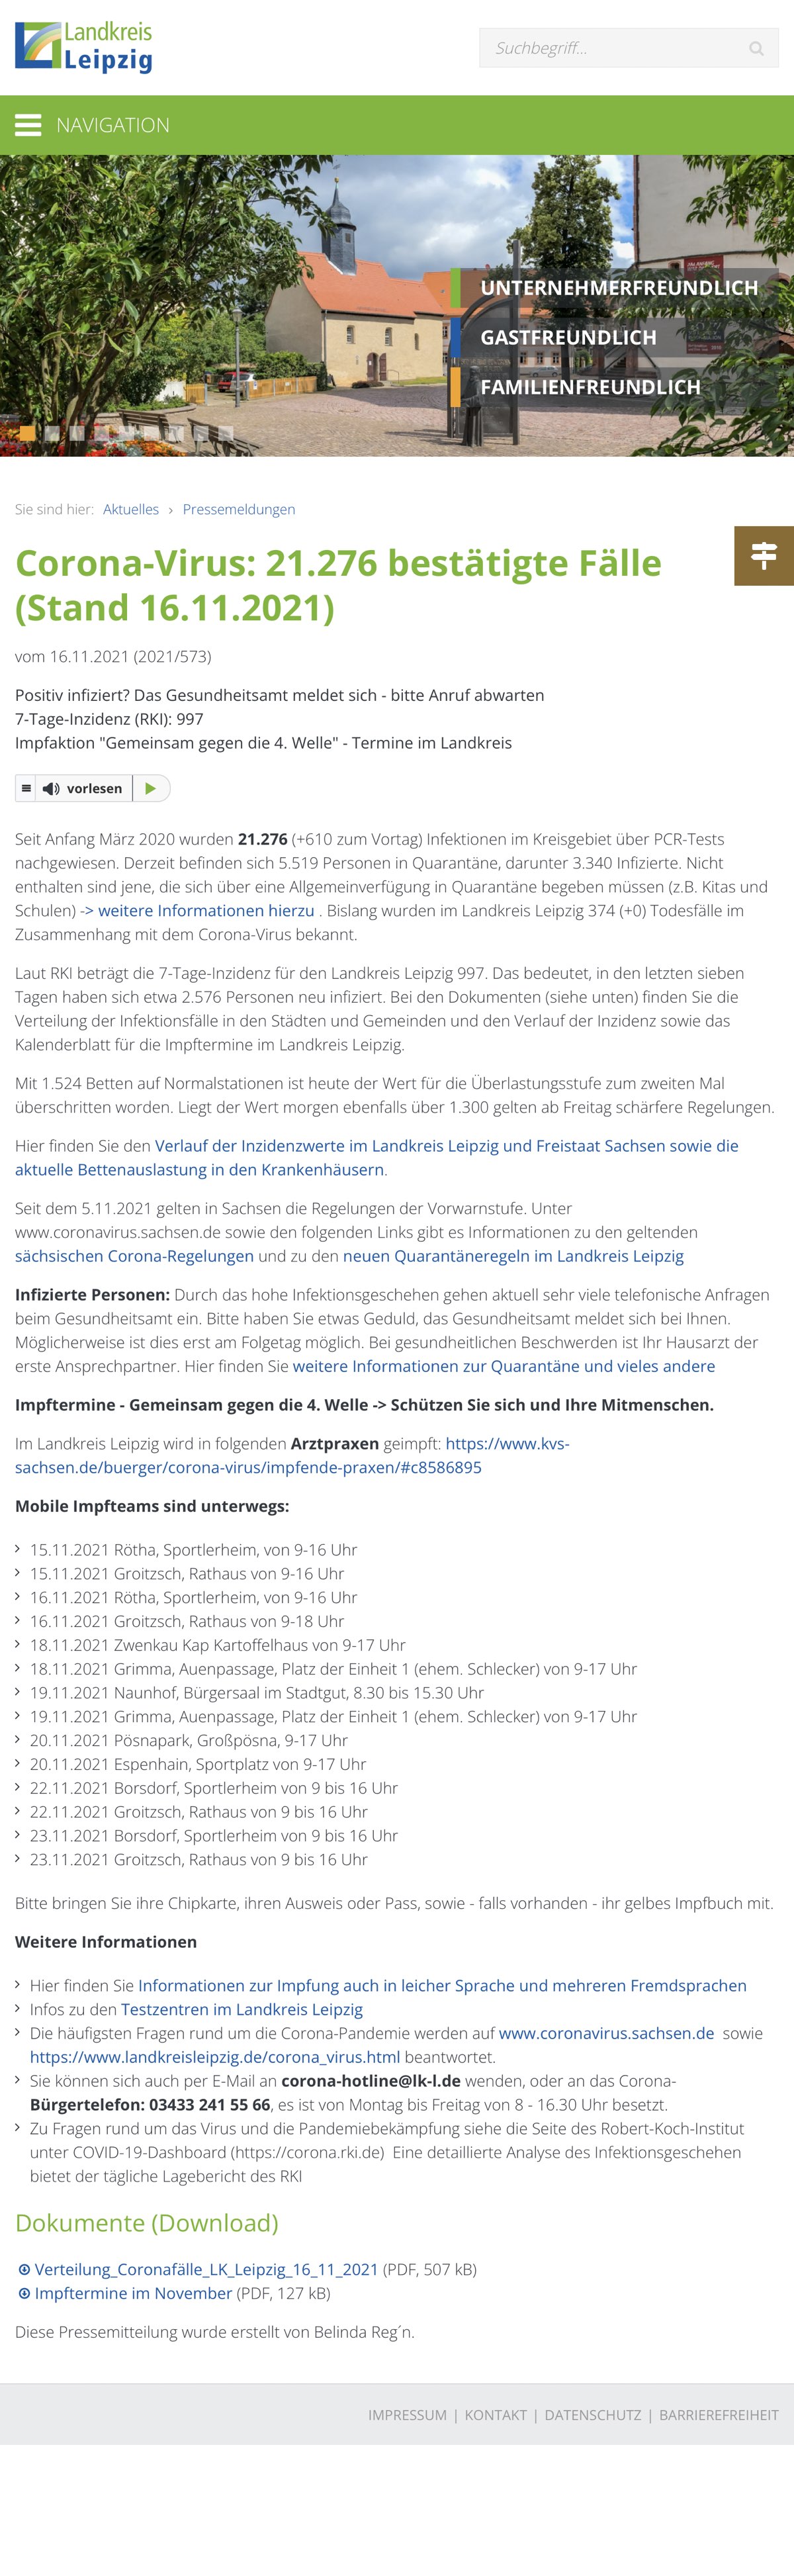 Landkreis
Leipzig
Suchbegriff...
NAVIGATION
UNTERNEHMERFREUNDLICH
GASTFREUNDLICH
FAMILIENFREUNDLICH
Sie sind hier: Aktuelles › Pressemeldungen
Corona-Virus: 21.276 bestätigte Fälle
(Stand 16.11.2021)
vom 16.11.2021 (2021/573)
Positiv infiziert? Das Gesundheitsamt meldet sich - bitte Anruf abwarten
7-Tage-Inzidenz (RKI): 997
Impfaktion "Gemeinsam gegen die 4. Welle" - Termine im Landkreis
vorlesen
Seit Anfang März 2020 wurden 21.276 (+610 zum Vortag) Infektionen im Kreisgebiet über PCR-Tests
nachgewiesen. Derzeit befinden sich 5.519 Personen in Quarantäne, darunter 3.340 Infizierte. Nicht
enthalten sind jene, die sich über eine Allgemeinverfügung in Quarantäne begeben müssen (z.B. Kitas und
Schulen) -> weitere Informationen hierzu . Bislang wurden im Landkreis Leipzig 374 (+0) Todesfälle im
Zusammenhang mit dem Corona-Virus bekannt.
Laut RKI beträgt die 7-Tage-Inzidenz für den Landkreis Leipzig 997. Das bedeutet, in den letzten sieben
Tagen haben sich etwa 2.576 Personen neu infiziert. Bei den Dokumenten (siehe unten) finden Sie die
Verteilung der Infektionsfälle in den Städten und Gemeinden und den Verlauf der Inzidenz sowie das
Kalenderblatt für die Impftermine im Landkreis Leipzig.
Mit 1.524 Betten auf Normalstationen ist heute der Wert für die Überlastungsstufe zum zweiten Mal
überschritten worden. Liegt der Wert morgen ebenfalls über 1.300 gelten ab Freitag schärfere Regelungen.
Hier finden Sie den Verlauf der Inzidenzwerte im Landkreis Leipzig und Freistaat Sachsen sowie die
aktuelle Bettenauslastung in den Krankenhäusern.
Seit dem 5.11.2021 gelten in Sachsen die Regelungen der Vorwarnstufe. Unter
www.coronavirus.sachsen.de sowie den folgenden Links gibt es Informationen zu den geltenden
sächsischen Corona-Regelungen und zu den neuen Quarantäneregeln im Landkreis Leipzig
Infizierte Personen: Durch das hohe Infektionsgeschehen gehen aktuell sehr viele telefonische Anfragen
beim Gesundheitsamt ein. Bitte haben Sie etwas Geduld, das Gesundheitsamt meldet sich bei Ihnen.
Möglicherweise ist dies erst am Folgetag möglich. Bei gesundheitlichen Beschwerden ist Ihr Hausarzt der
erste Ansprechpartner. Hier finden Sie weitere Informationen zur Quarantäne und vieles andere
Impftermine - Gemeinsam gegen die 4. Welle -> Schützen Sie sich und Ihre Mitmenschen.
Im Landkreis Leipzig wird in folgenden Arztpraxen geimpft: https://www.kvs-
sachsen.de/buerger/corona-virus/impfende-praxen/#c8586895
Mobile Impfteams sind unterwegs:
15.11.2021 Rötha, Sportlerheim, von 9-16 Uhr
15.11.2021 Groitzsch, Rathaus von 9-16 Uhr
16.11.2021 Rötha, Sportlerheim, von 9-16 Uhr
16.11.2021 Groitzsch, Rathaus von 9-18 Uhr
18.11.2021 Zwenkau Kap Kartoffelhaus von 9-17 Uhr
18.11.2021 Grimma, Auenpassage, Platz der Einheit 1 (ehem. Schlecker) von 9-17 Uhr
19.11.2021 Naunhof, Bürgersaal im Stadtgut, 8.30 bis 15.30 Uhr
19.11.2021 Grimma, Auenpassage, Platz der Einheit 1 (ehem. Schlecker) von 9-17 Uhr
20.11.2021 Pösnapark, Großpösna, 9-17 Uhr
20.11.2021 Espenhain, Sportplatz von 9-17 Uhr
22.11.2021 Borsdorf, Sportlerheim von 9 bis 16 Uhr
22.11.2021 Groitzsch, Rathaus von 9 bis 16 Uhr
23.11.2021 Borsdorf, Sportlerheim von 9 bis 16 Uhr
23.11.2021 Groitzsch, Rathaus von 9 bis 16 Uhr
Bitte bringen Sie ihre Chipkarte, ihren Ausweis oder Pass, sowie - falls vorhanden - ihr gelbes Impfbuch mit.
Weitere Informationen
Hier finden Sie Informationen zur Impfung auch in leicher Sprache und mehreren Fremdsprachen
Infos zu den Testzentren im Landkreis Leipzig
Die häufigsten Fragen rund um die Corona-Pandemie werden auf www.coronavirus.sachsen.de sowie
https://www.landkreisleipzig.de/corona_virus.html beantwortet.
Sie können sich auch per E-Mail an corona-hotline@lk-l.de wenden, oder an das Corona-
Bürgertelefon: 03433 241 55 66, es ist von Montag bis Freitag von 8 - 16.30 Uhr besetzt.
Zu Fragen rund um das Virus und die Pandemiebekämpfung siehe die Seite des Robert-Koch-Institut
unter COVID-19-Dashboard (https://corona.rki.de) Eine detaillierte Analyse des Infektionsgeschehen
bietet der tägliche Lagebericht des RKI
Dokumente (Download)
Verteilung_Coronafälle_LK_Leipzig_16_11_2021 (PDF, 507 kB)
Impftermine im November (PDF, 127 kB)
Diese Pressemitteilung wurde erstellt von Belinda Reg´n.
IMPRESSUM | KONTAKT | DATENSCHUTZ | BARRIEREFREIHEIT